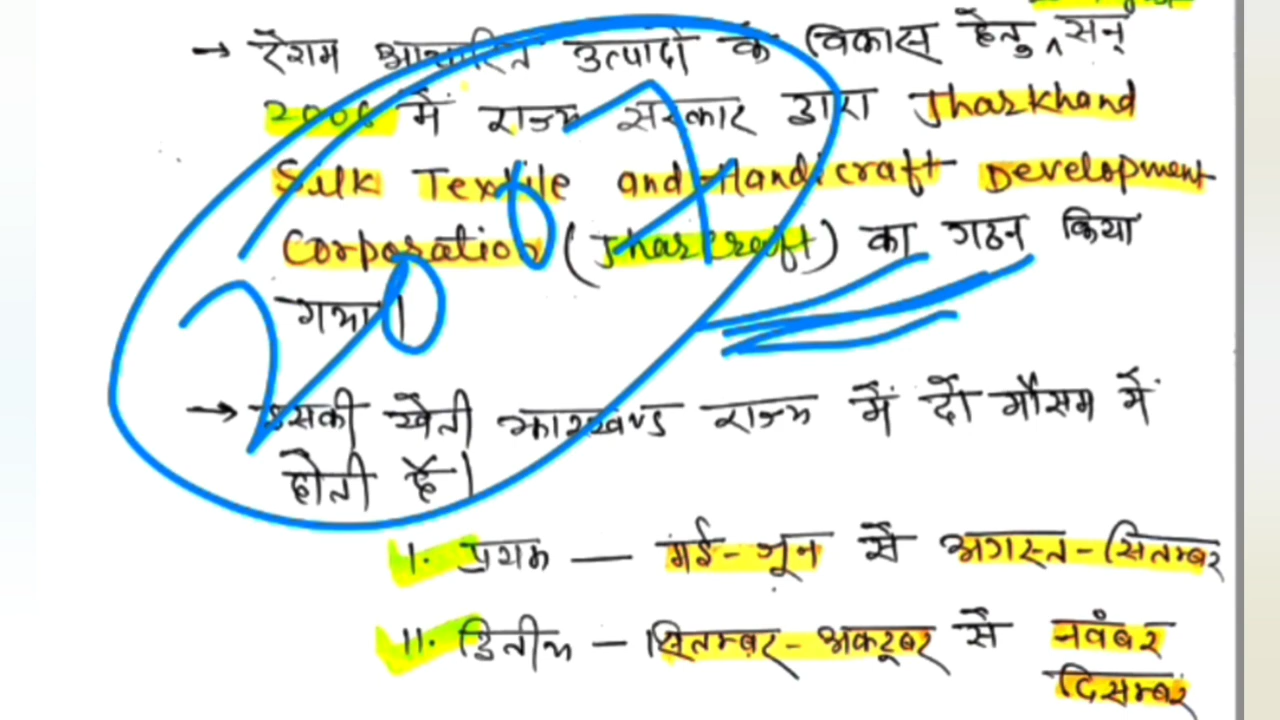 → रेशम आधारित उत्पादों के विकास हेतु ^ सन्
2006 में राज्य सरकार द्वारा Jharkhand
Silk Textile and Handicraft Development
Corporation (Jharcraft) का गठन किया
गया।
→ इसकी खेती झारखण्ड राज्य में दो मौसम में
होती है।
I. प्रथम — मई-जून से अगस्त-सितम्बर
II. द्वितीय — सितम्बर-अक्टूबर से नवंबर
दिसम्बर